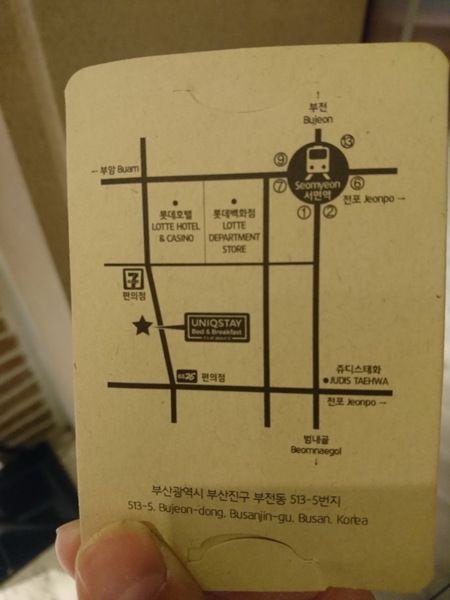 ↑
부전
Bujeon
⑨
⑬
← 부암 Buam
Seomyeon
서면역
⑦
⑥
전포 Jeonpo →
① ②
롯데호텔
LOTTE HOTEL
& CASINO
롯데백화점
LOTTE
DEPARTMENT
STORE
7
편의점
UNIQSTAY
Bed & Breakfast
GS25 편의점
쥬디스태화
JUDIS TAEHWA
전포 Jeonpo →
범내골
Beomnaegol
↓
부산광역시 부산진구 부전동 513-5번지
513-5, Bujeon-dong, Busanjin-gu, Busan, Korea